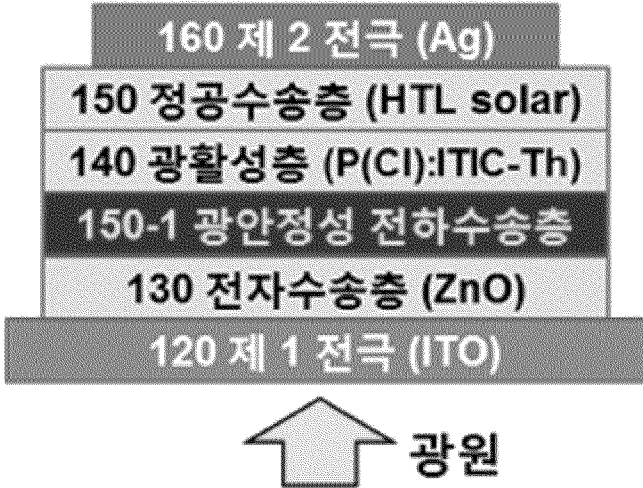 160 제 2 전극 (Ag)
150 정공수송층 (HTL solar)
140 광활성층 (P(Cl):ITIC-Th)
150-1 광안정성 전하수송층
130 전자수송층 (ZnO)
120 제 1 전극 (ITO)
광원